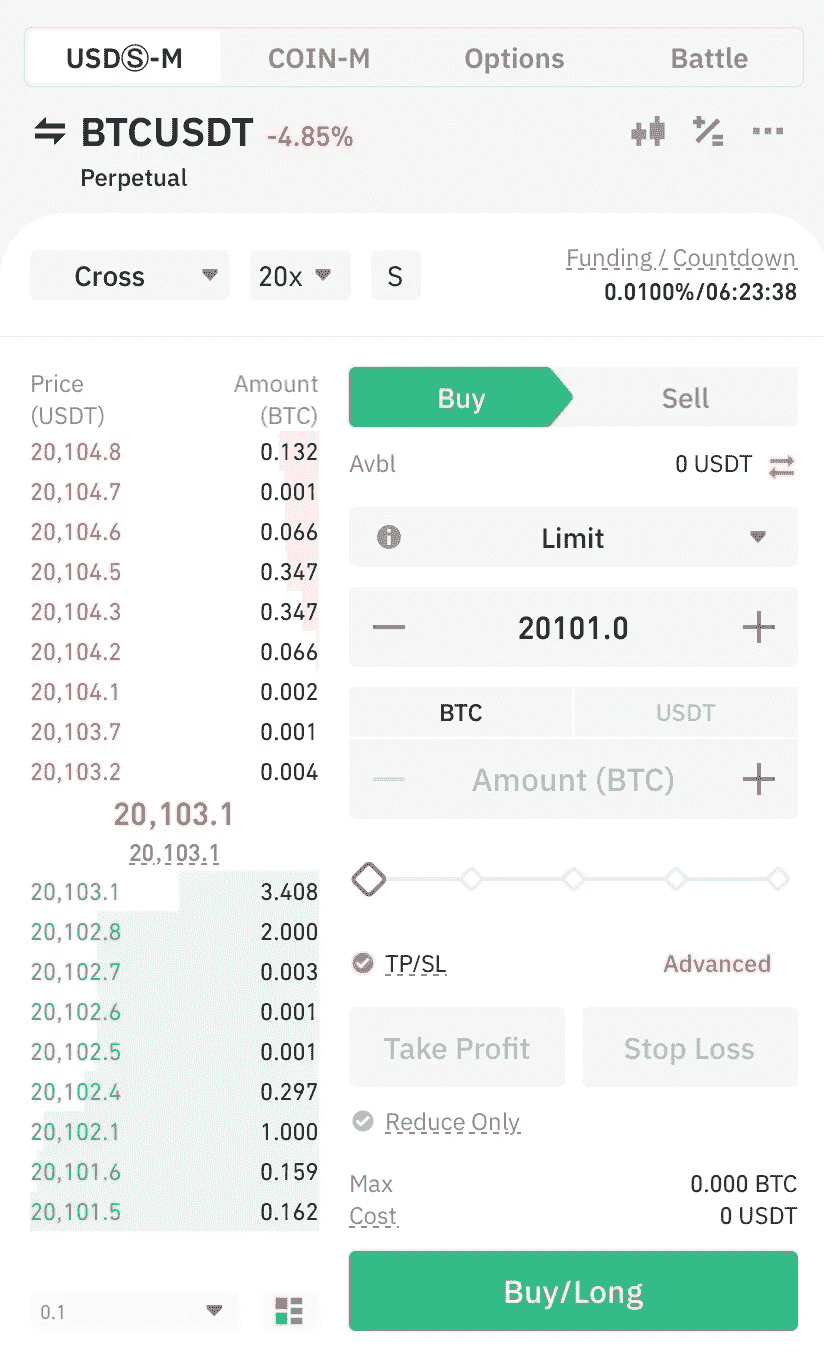 USDⓈ-M COIN-M Options Battle
BTCUSDT -4.85%
Perpetual
Cross 20x S
Funding / Countdown
0.0100%/06:23:38
Price Amount
(USDT) (BTC)
20,104.8 0.132
20,104.7 0.001
20,104.6 0.066
20,104.5 0.347
20,104.3 0.347
20,104.2 0.066
20,104.1 0.002
20,103.7 0.001
20,103.2 0.004
20,103.1
20,103.1
20,103.1 3.408
20,102.8 2.000
20,102.7 0.003
20,102.6 0.001
20,102.5 0.001
20,102.4 0.297
20,102.1 1.000
20,101.6 0.159
20,101.5 0.162
0.1
Buy Sell
Avbl 0 USDT
Limit
20101.0
BTC USDT
Amount (BTC)
TP/SL Advanced
Take Profit Stop Loss
Reduce Only
Max 0.000 BTC
Cost 0 USDT
Buy/Long